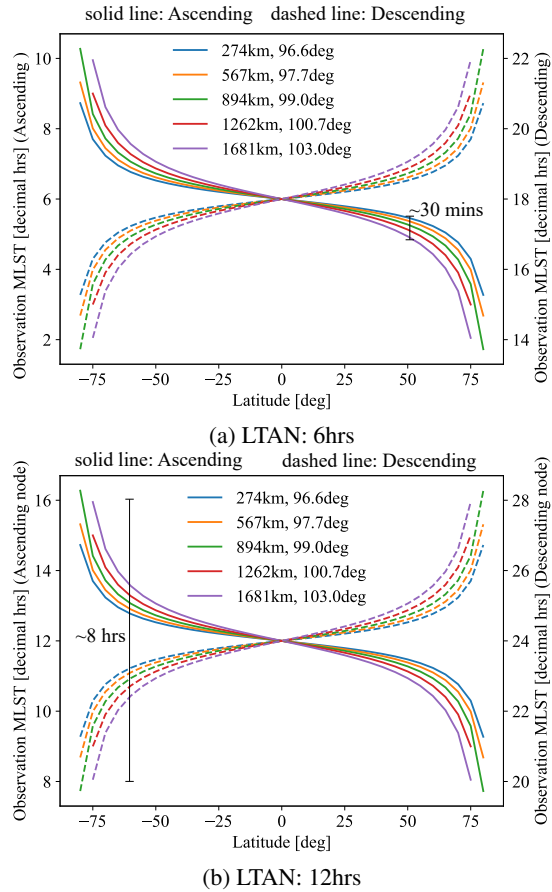 solid line: Ascending dashed line: Descending
Observation MLST [decimal hrs] (Ascending )
10
8
6
4
2
274km, 96.6deg
567km, 97.7deg
894km, 99.0deg
1262km, 100.7deg
1681km, 103.0deg
~30 mins
22
20
18
16
14
Observation MLST [decimal hrs] (Descending)
−75 −50 −25 0 25 50 75
Latitude [deg]
(a) LTAN: 6hrs
solid line: Ascending dashed line: Descending
Observation MLST [decimal hrs] (Ascending node)
16
14
12
10
8
274km, 96.6deg
567km, 97.7deg
894km, 99.0deg
1262km, 100.7deg
1681km, 103.0deg
~8 hrs
28
26
24
22
20
Observation MLST [decimal hrs] (Descending node)
−75 −50 −25 0 25 50 75
Latitude [deg]
(b) LTAN: 12hrs